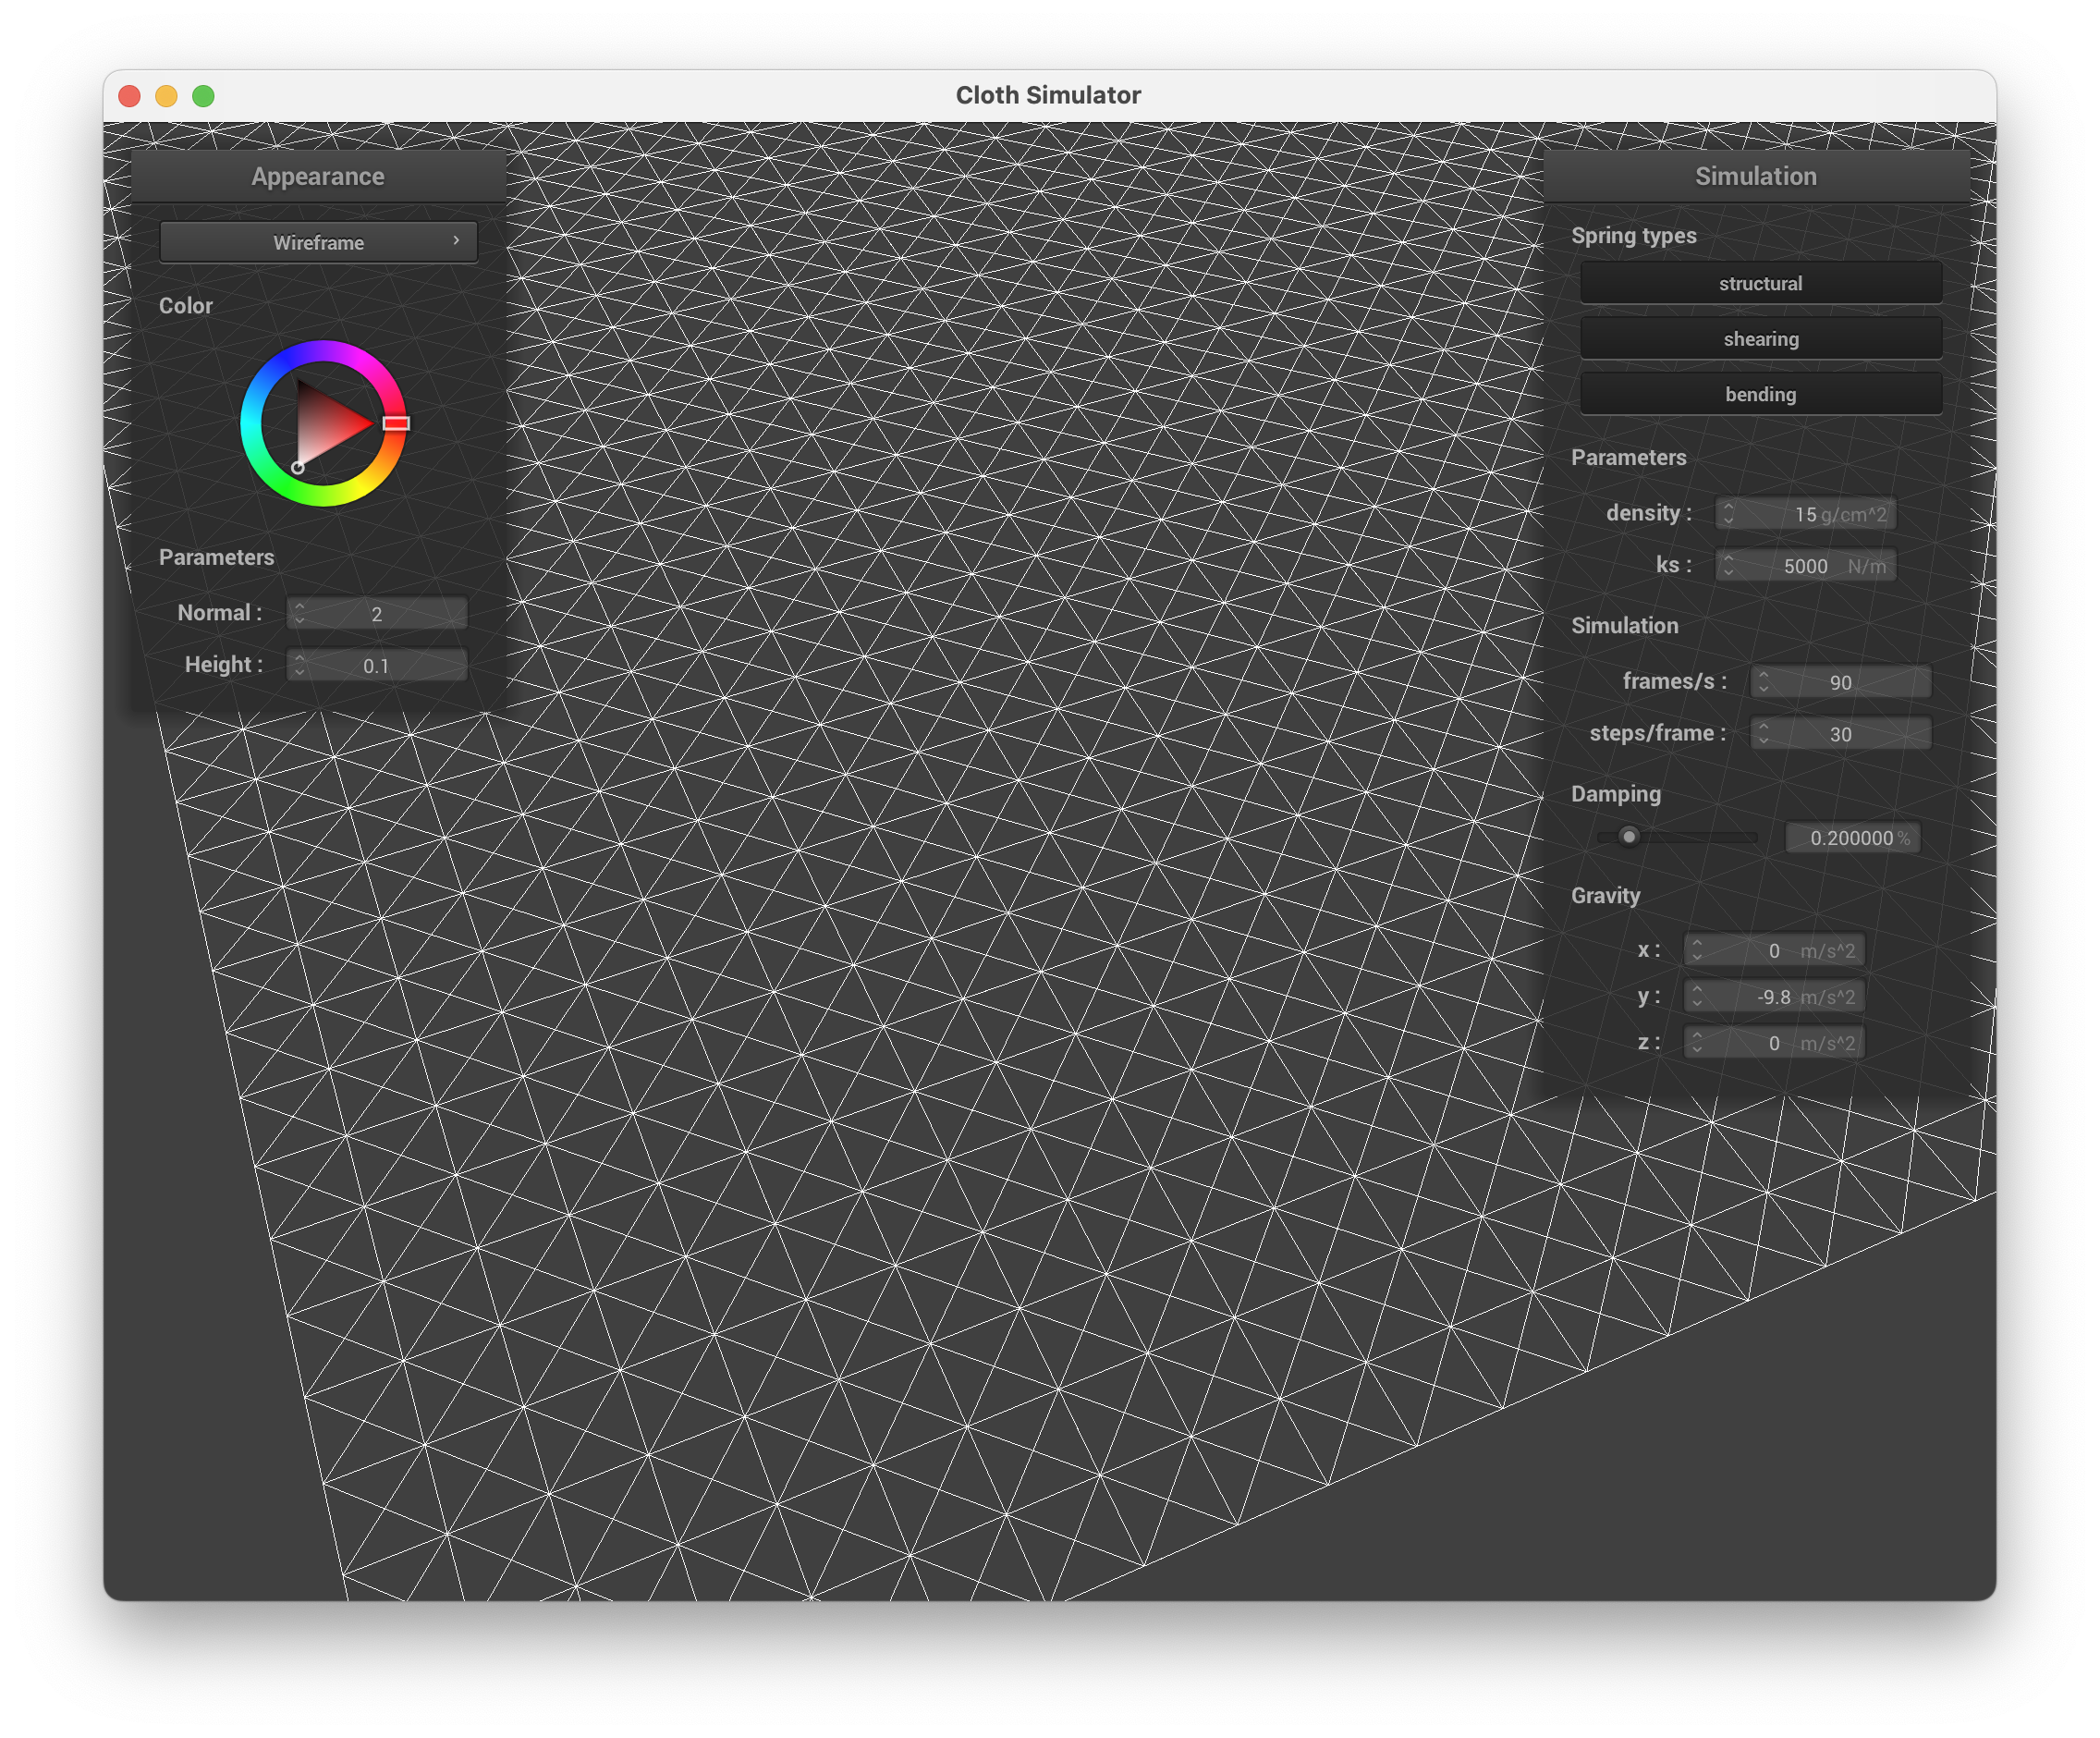 Cloth Simulator
Appearance
Wireframe
Color
Parameters
Normal : 2
Height : 0.1
Simulation
Spring types
structural
shearing
bending
Parameters
density : 15 g/cm^2
ks : 5000 N/m
Simulation
frames/s : 90
steps/frame : 30
Damping
0.200000 %
Gravity
x : 0 m/s^2
y : -9.8 m/s^2
z : 0 m/s^2